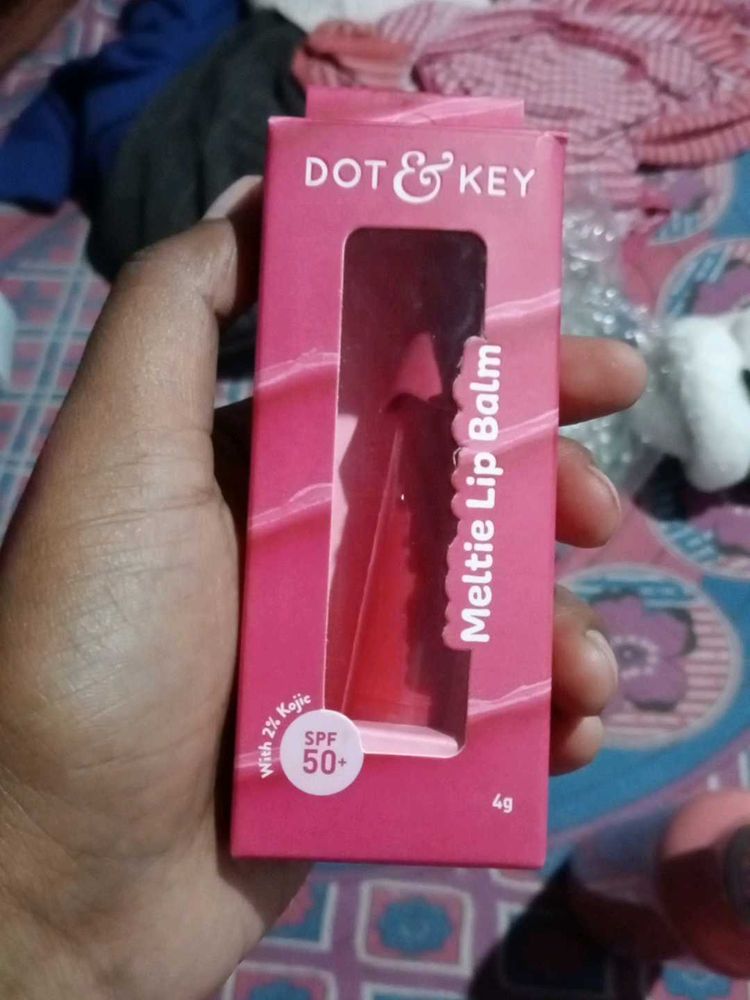 DOT & KEY
Meltie Lip Balm
With 2% Kojic
SPF
50+
4g